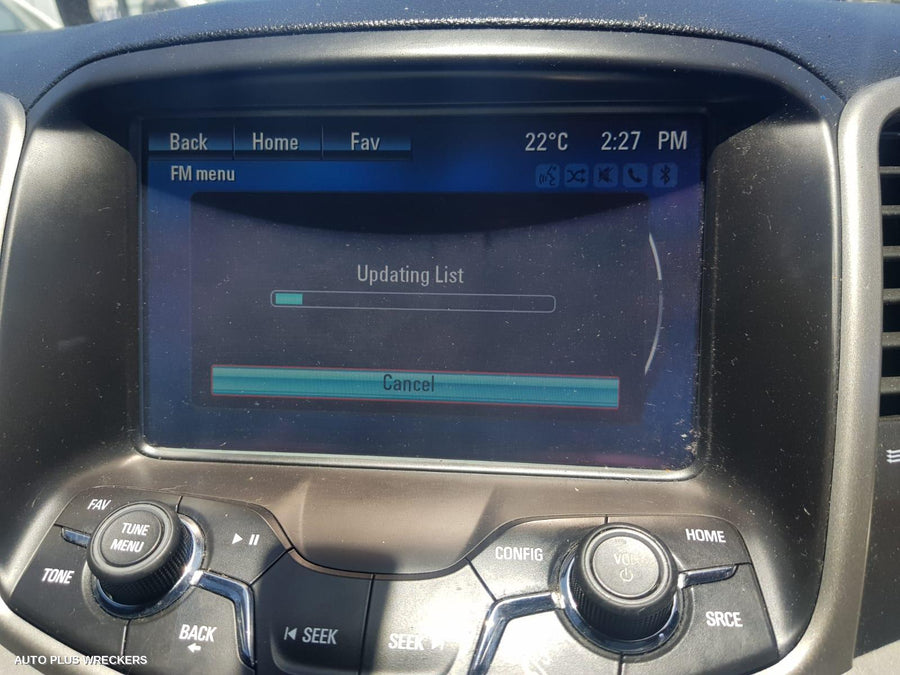 Back Home Fav 22°C 2:27 PM
FM menu
Updating List
Cancel
FAV
TUNE
MENU
TONE
BACK
SEEK
SEEK
CONFIG
HOME
SRCE
AUTO PLUS WRECKERS